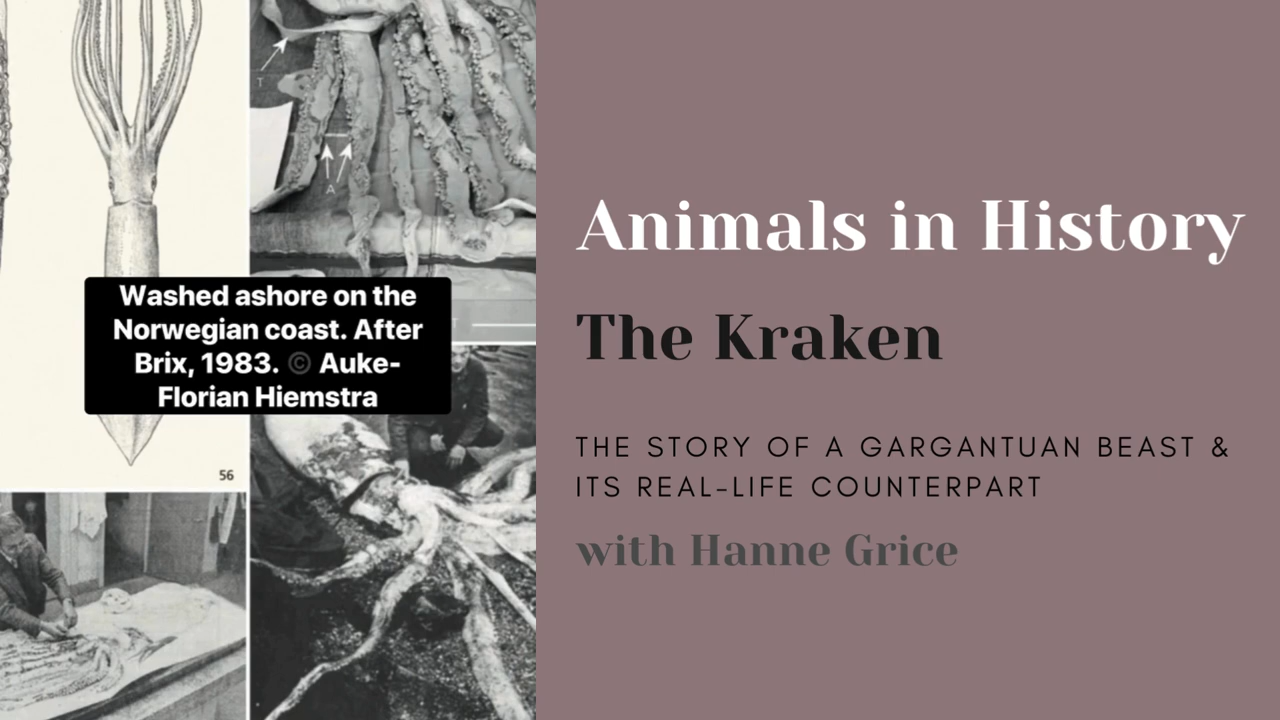 Washed ashore on the
Norwegian coast. After
Brix, 1983. © Auke-
Florian Hiemstra
56
T
A
T
Animals in History
The Kraken
THE STORY OF A GARGANTUAN BEAST &
ITS REAL-LIFE COUNTERPART
with Hanne Grice